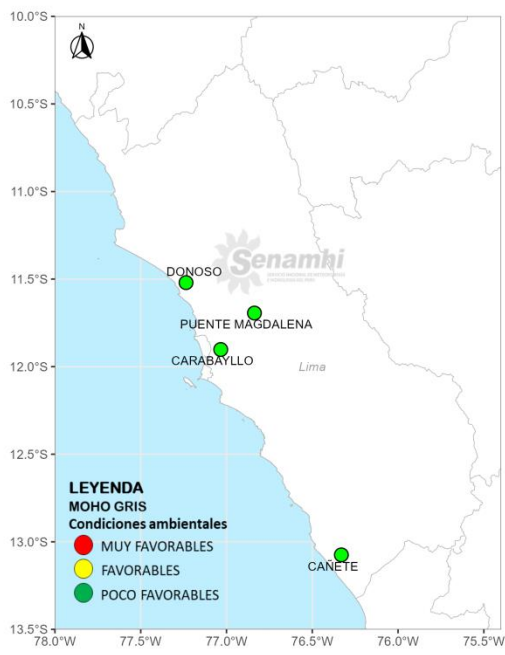 10.0°S
N
10.5°S
11.0°S
Senamhi
11.5°S
DONOSO
PUENTE MAGDALENA
12.0°S
CARABAYLLO
Lima
12.5°S
LEYENDA
MOHO GRIS
Condiciones ambientales
13.0°S
MUY FAVORABLES
CAÑETE
FAVORABLES
POCO FAVORABLES
13.5°S
78.0°W
77.5°W
77.0°W
76.5°W
76.0°W
75.5°W